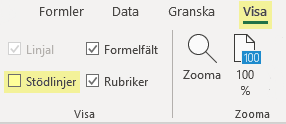 Formler Data Granska Visa
Linjal Formelfält
Stödlinjer Rubriker
Zooma
100
100
%
Visa Zooma